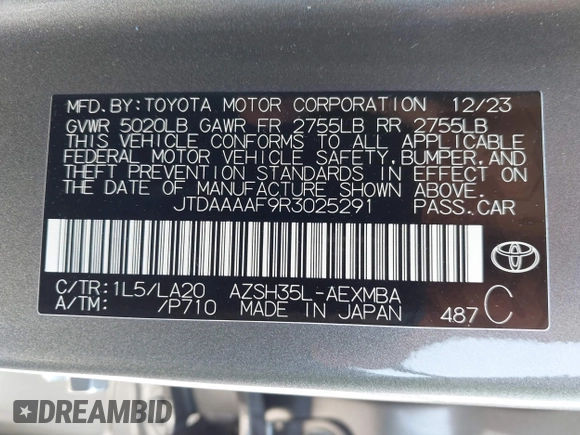 MFD. BY: TOYOTA MOTOR CORPORATION 12/23
GVWR 5020LB GAWR FR 2755LB RR 2755LB
THIS VEHICLE CONFORMS TO ALL APPLICABLE
FEDERAL MOTOR VEHICLE SAFETY, BUMPER, AND
THEFT PREVENTION STANDARDS IN EFFECT ON
THE DATE OF MANUFACTURE SHOWN ABOVE.
JTDAAAAF9R3025291 PASS. CAR
C/TR: 1L5/LA20 AZSH35L-AEXMBA
A/TM: /P710 MADE IN JAPAN 487 C
DREAMBID